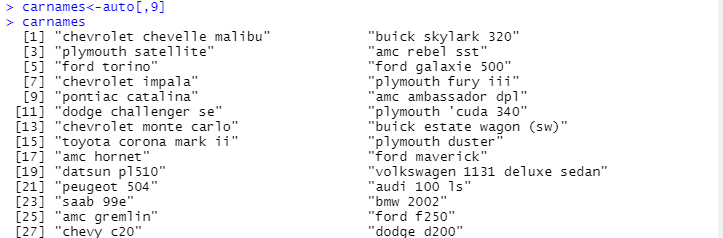 > carnames<-auto[,9]
> carnames
[1] "chevrolet chevelle malibu" "buick skylark 320"
[3] "plymouth satellite" "amc rebel sst"
[5] "ford torino" "ford galaxie 500"
[7] "chevrolet impala" "plymouth fury iii"
[9] "pontiac catalina" "amc ambassador dpl"
[11] "dodge challenger se" "plymouth 'cuda 340"
[13] "chevrolet monte carlo" "buick estate wagon (sw)"
[15] "toyota corona mark ii" "plymouth duster"
[17] "amc hornet" "ford maverick"
[19] "datsun pl510" "volkswagen 1131 deluxe sedan"
[21] "peugeot 504" "audi 100 ls"
[23] "saab 99e" "bmw 2002"
[25] "amc gremlin" "ford f250"
[27] "chevy c20" "dodge d200"